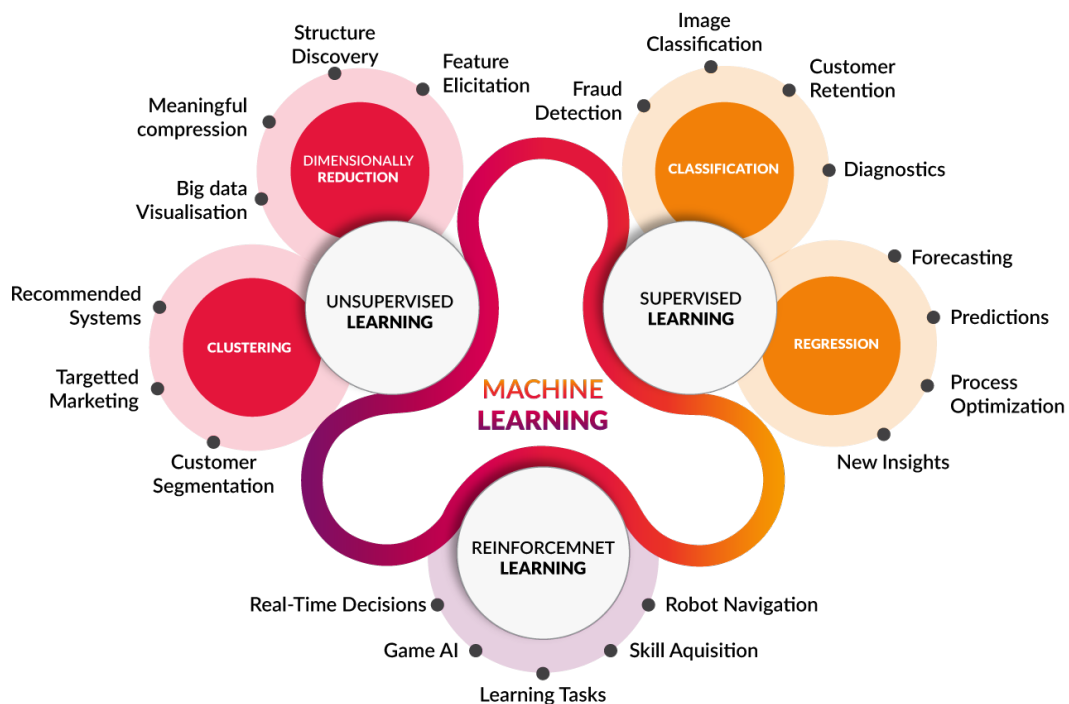 Structure
Discovery
Feature
Elicitation
Meaningful
compression
Big data
Visualisation
DIMENSIONALLY
REDUCTION
Recommended
Systems
Targetted
Marketing
Customer
Segmentation
CLUSTERING
UNSUPERVISED
LEARNING
Image
Classification
Fraud
Detection
Customer
Retention
Diagnostics
CLASSIFICATION
SUPERVISED
LEARNING
Forecasting
Predictions
Process
Optimization
New Insights
REGRESSION
MACHINE
LEARNING
REINFORCEMNET
LEARNING
Real-Time Decisions
Game AI
Learning Tasks
Skill Aquisition
Robot Navigation